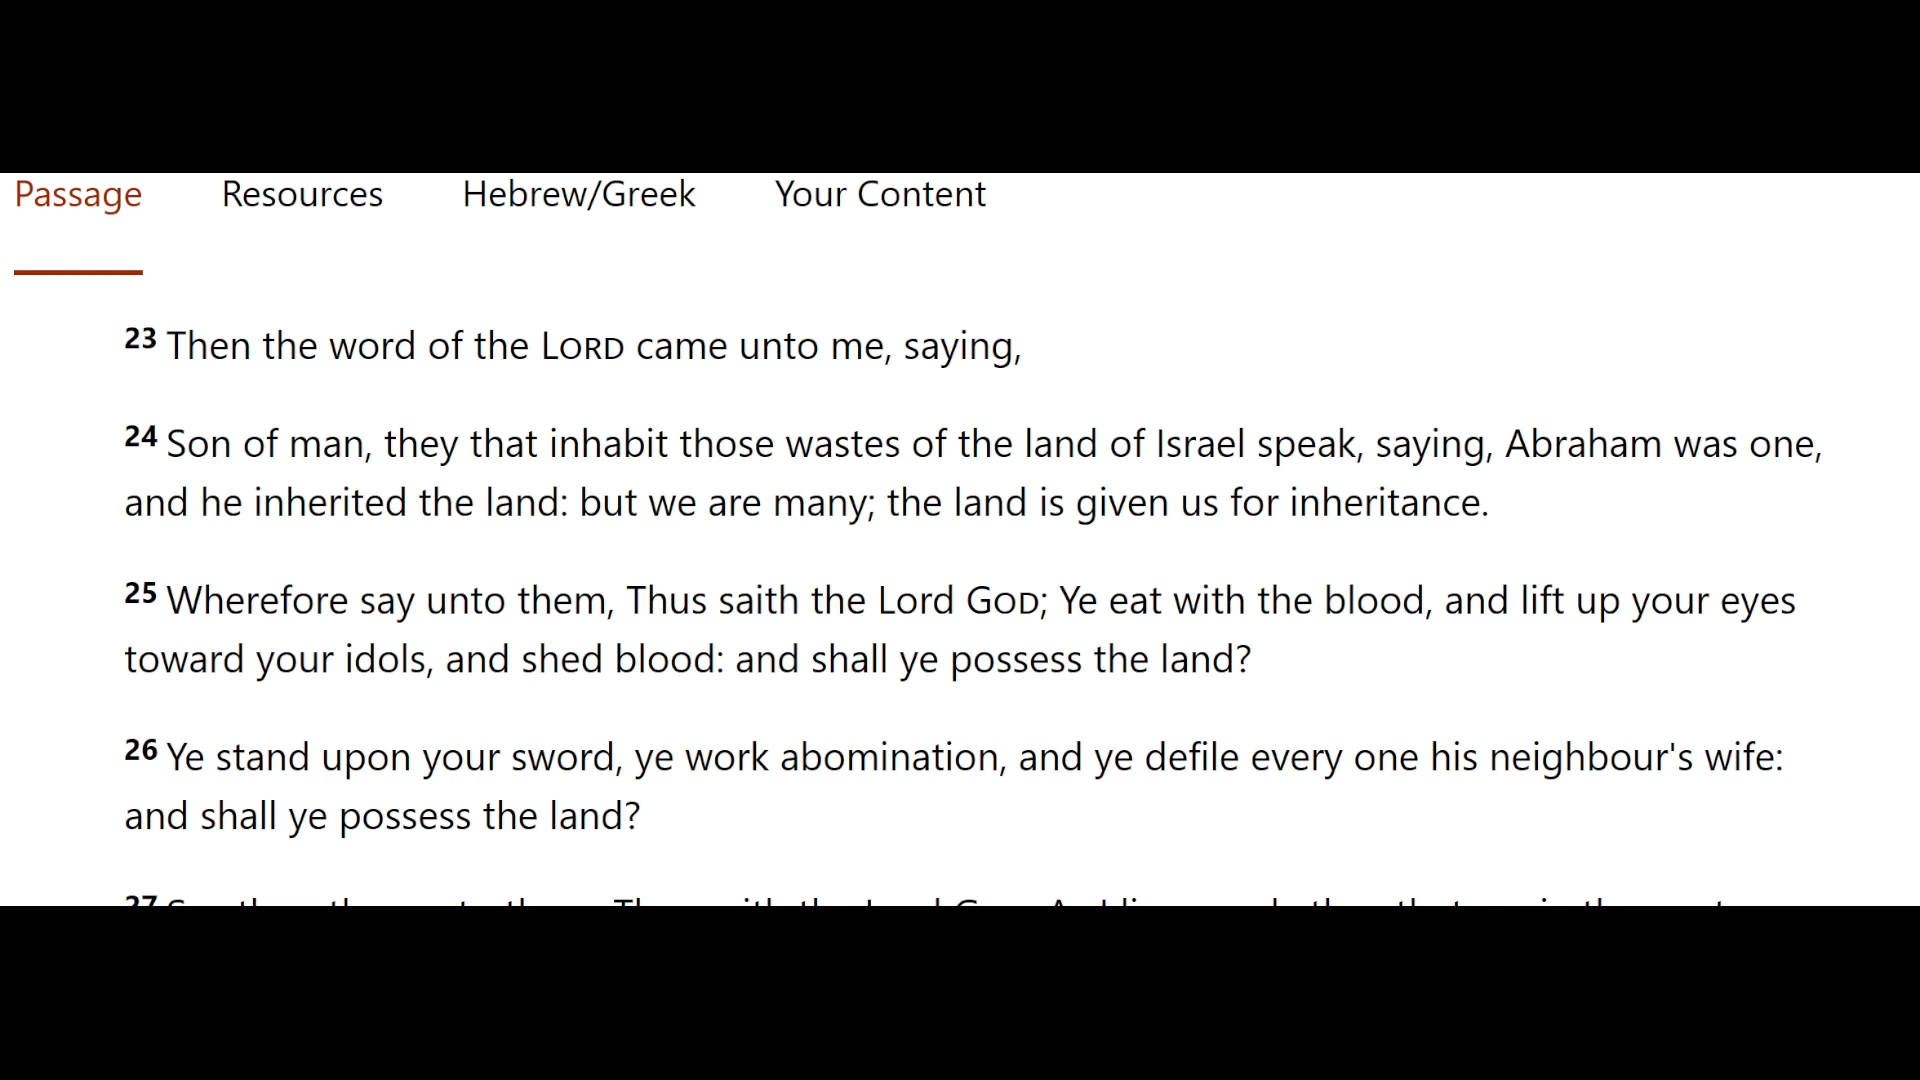 Passage Resources Hebrew/Greek Your Content
23 Then the word of the LORD came unto me, saying,
24 Son of man, they that inhabit those wastes of the land of Israel speak, saying, Abraham was one,
and he inherited the land: but we are many; the land is given us for inheritance.
25 Wherefore say unto them, Thus saith the Lord GOD; Ye eat with the blood, and lift up your eyes
toward your idols, and shed blood: and shall ye possess the land?
26 Ye stand upon your sword, ye work abomination, and ye defile every one his neighbour's wife:
and shall ye possess the land?
27